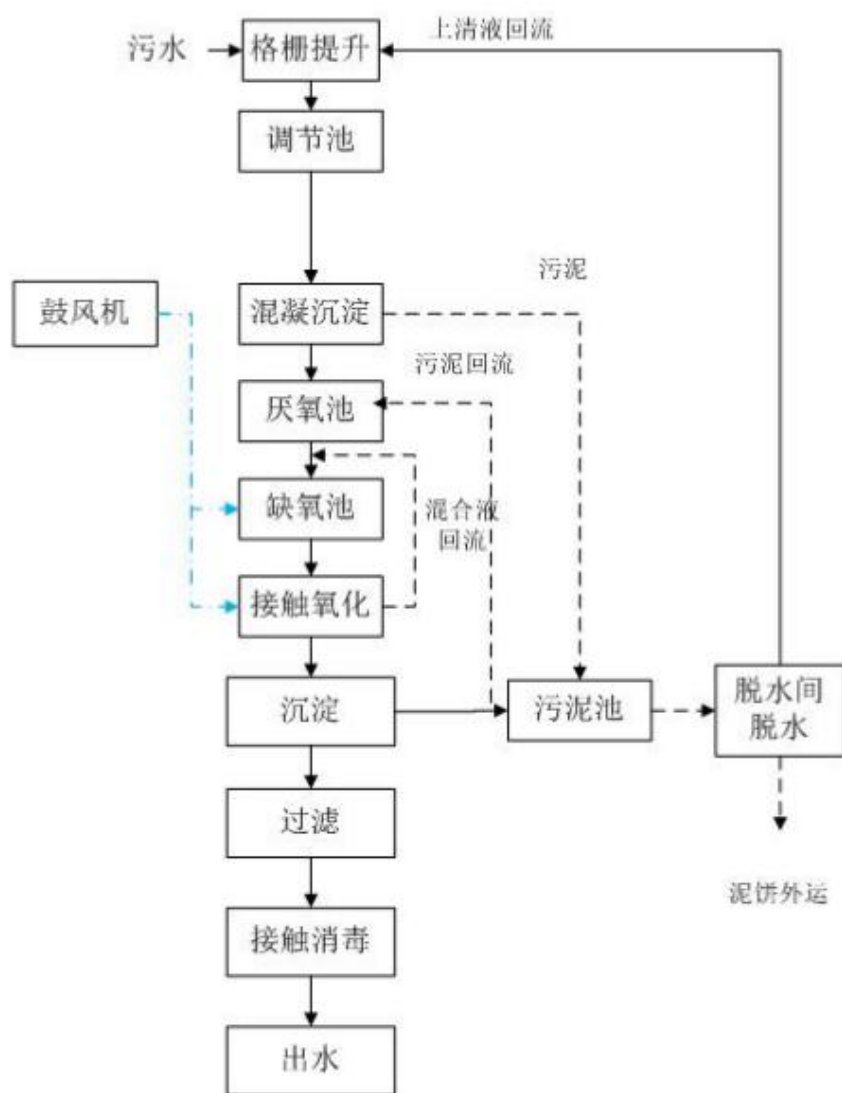 上清液回流
污水
格栅提升
调节池
污泥
鼓风机
混凝沉淀
污泥回流
厌氧池
缺氧池
混合液
回流
接触氧化
沉淀
污泥池
脱水间
脱水
过滤
泥饼外运
接触消毒
出水